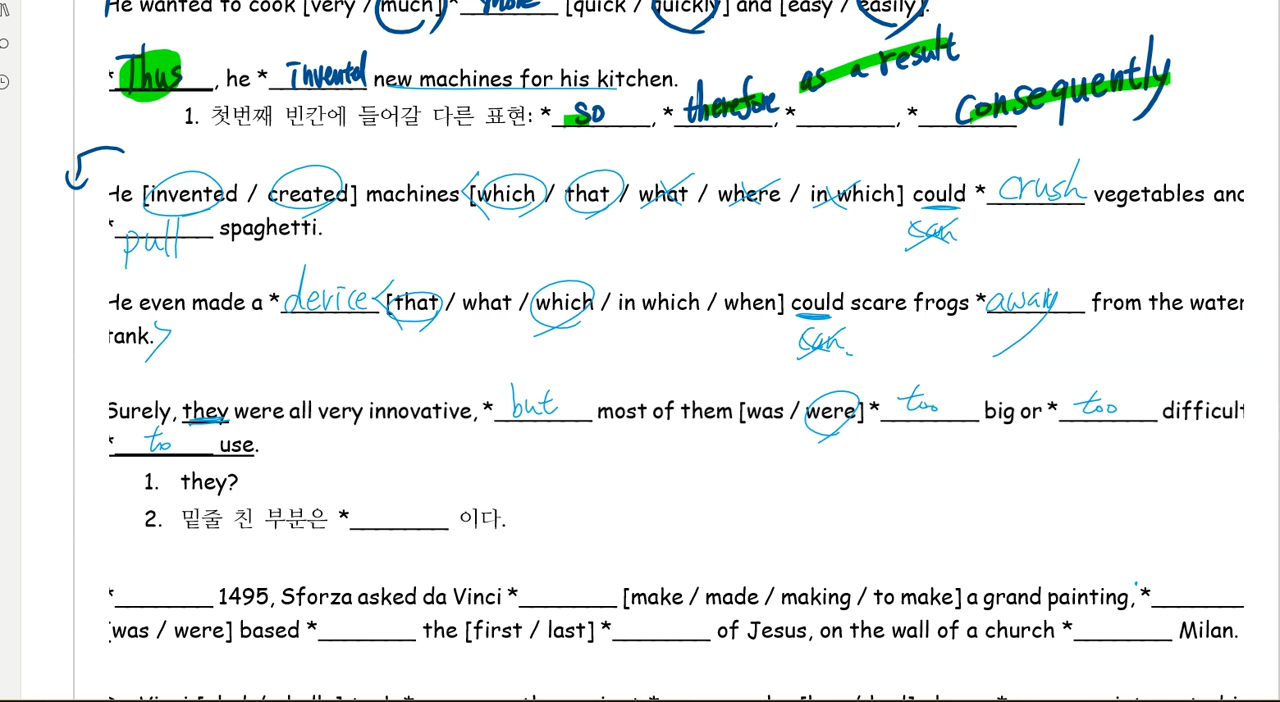 He wanted to cook [very / much] * more [quick / quickly] and [easy / easily].
as a result
* Thus, he * invented new machines for his kitchen.
1. 첫번째 빈칸에 들어갈 다른 표현: * so, * therefore, *________, * consequently
He [invented / created] machines [which / that / what / where / in which] could * crush vegetables and
* pull spaghetti. can
He even made a * device [that / what / which / in which / when] could scare frogs * away from the water
tank. can
Surely, they were all very innovative, * but most of them [was / were] * too big or * too difficult
* to use.
1. they?
2. 밑줄 친 부분은 *________ 이다.
*________ 1495, Sforza asked da Vinci *________ [make / made / making / to make] a grand painting, *________
[was / were] based *________ the [first / last] *________ of Jesus, on the wall of a church *________ Milan.